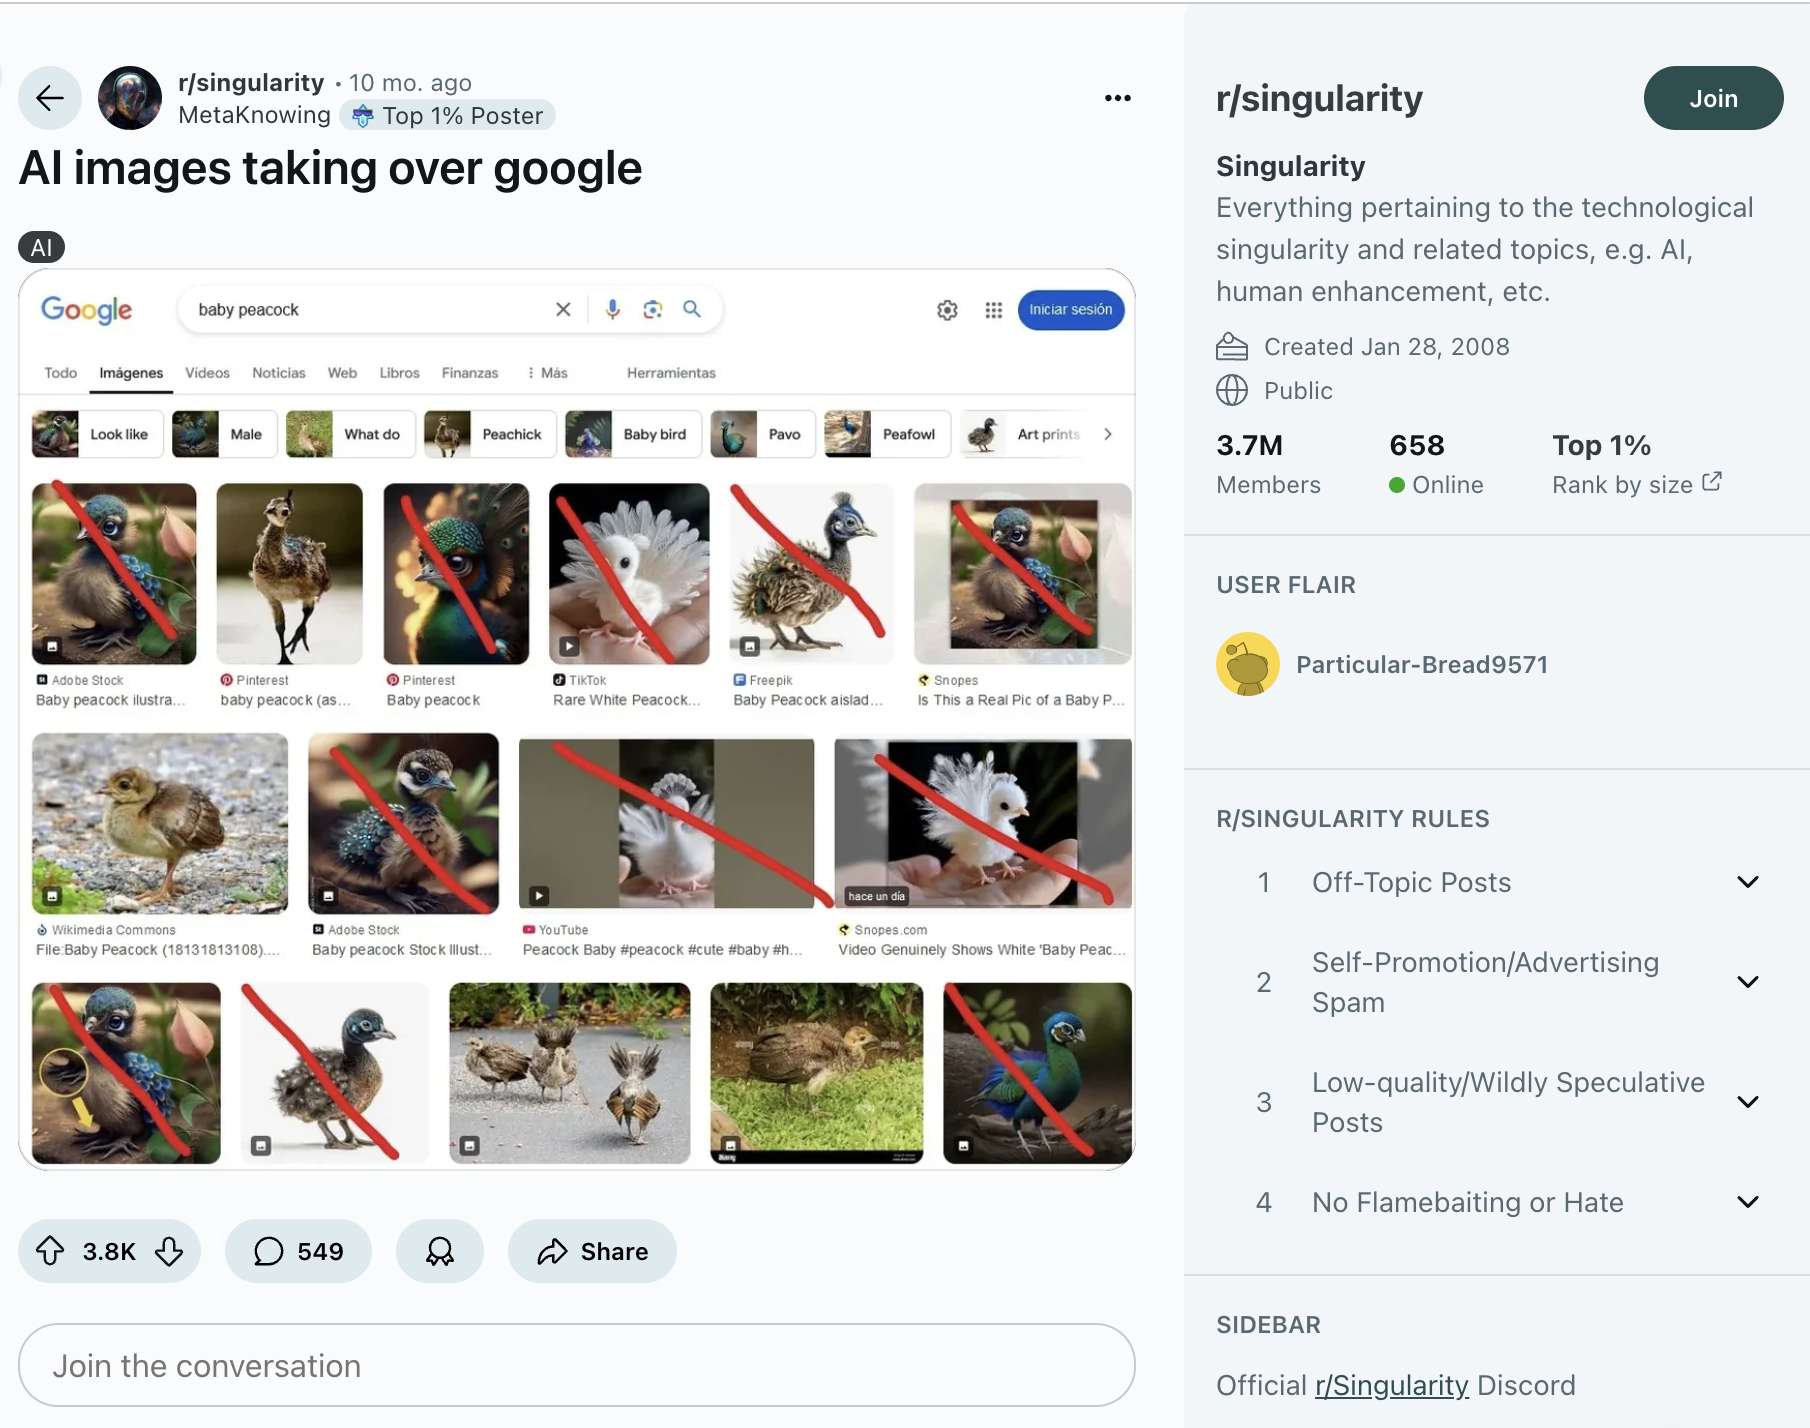 r/singularity • 10 mo. ago
MetaKnowing Top 1% Poster
AI images taking over google
AI
Google
baby peacock
Iniciar sesión
Todo Imágenes Videos Noticias Web Libros Finanzas Más Herramientas
Look like Male What do Peachick Baby bird Pavo Peafowl Art prints
Adobe Stock
Baby peacock ilustra...
Pinterest
baby peacock (as...
Pinterest
Baby peacock
TikTok
Rare White Peacock...
Freepik
Baby Peacock aislad...
Snopes
Is This a Real Pic of a Baby P...
Wikimedia Commons
File:Baby Peacock (18131813108)....
Adobe Stock
Baby peacock Stock Illust...
YouTube
Peacock Baby #peacock #cute #baby #h...
hace un día
Snopes.com
Video Genuinely Shows White 'Baby Peac...
3.8K
549
Share
Join the conversation
r/singularity
Join
Singularity
Everything pertaining to the technological
singularity and related topics, e.g. AI,
human enhancement, etc.
Created Jan 28, 2008
Public
3.7M 658 Top 1%
Members Online Rank by size
USER FLAIR
Particular-Bread9571
R/SINGULARITY RULES
1 Off-Topic Posts
2 Self-Promotion/Advertising
Spam
3 Low-quality/Wildly Speculative
Posts
4 No Flamebaiting or Hate
SIDEBAR
Official r/Singularity Discord